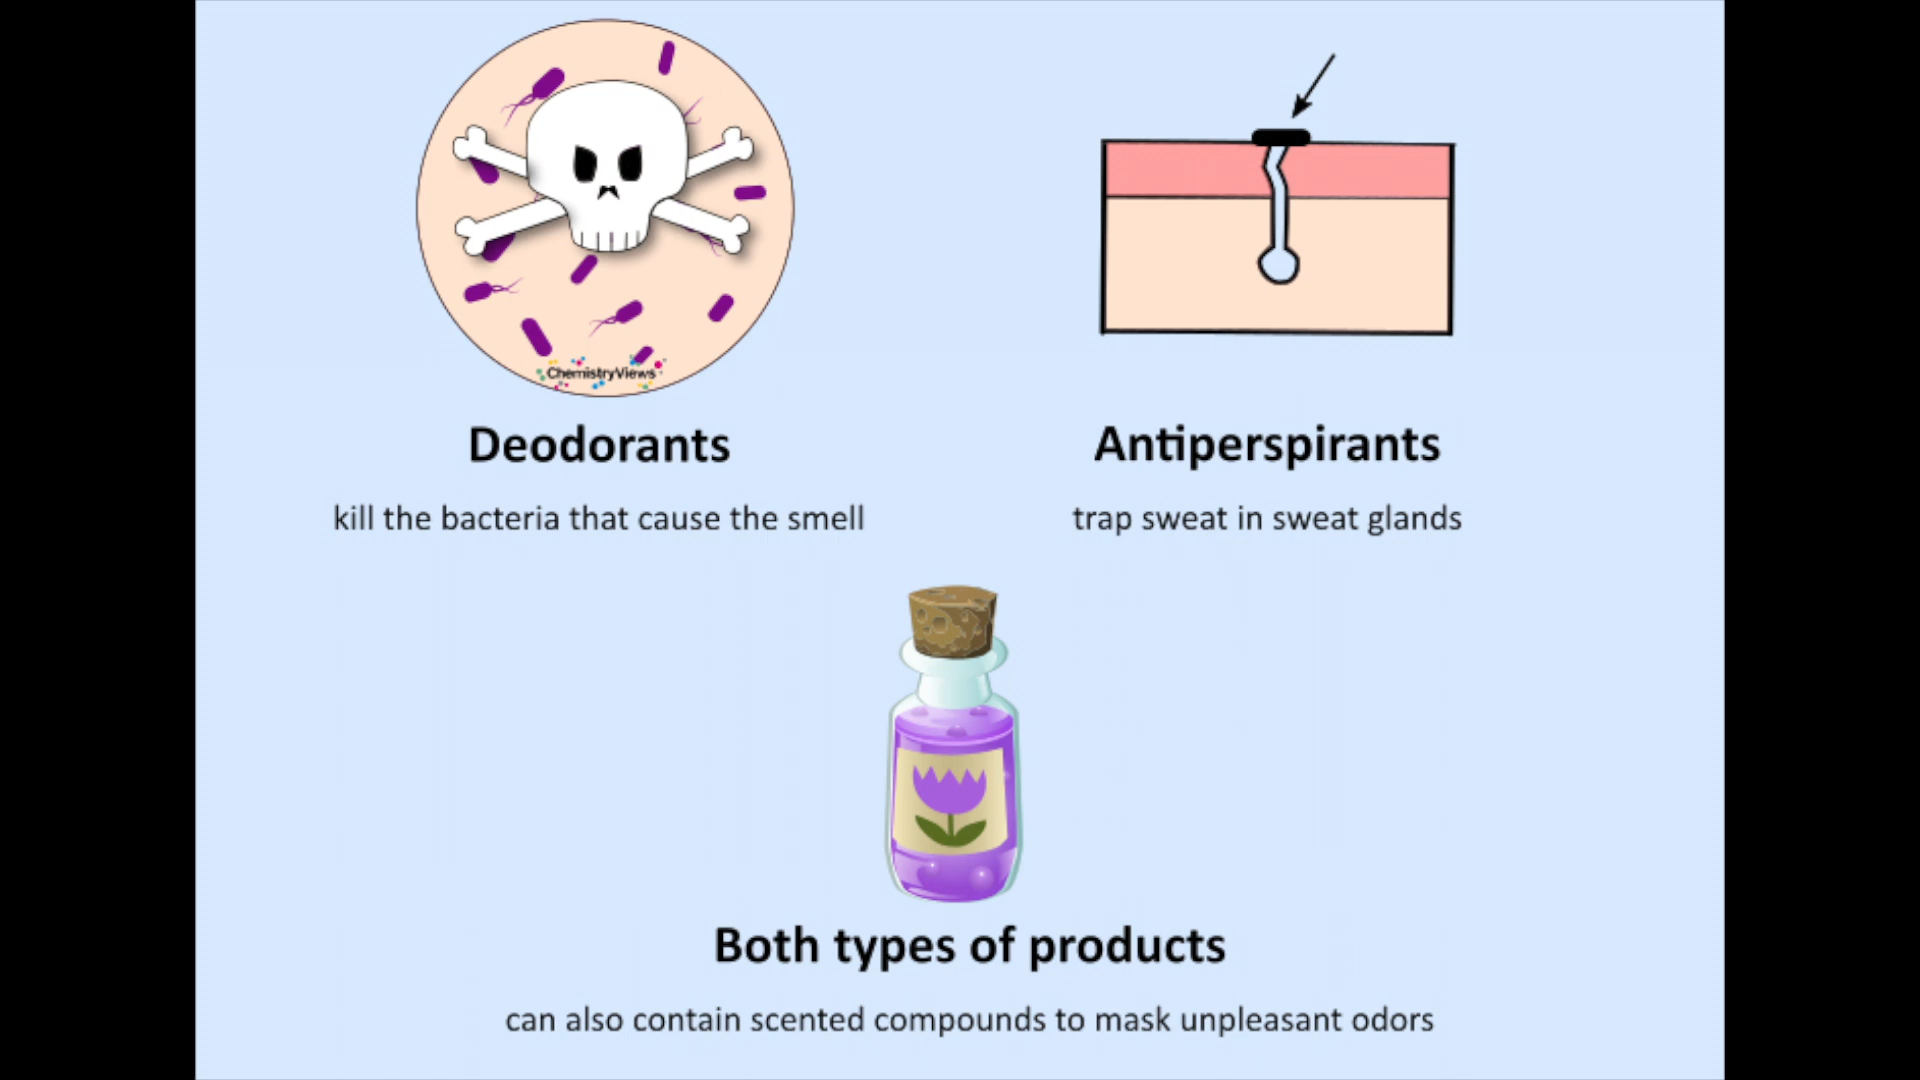 ChemistryViews
Deodorants
kill the bacteria that cause the smell
Antiperspirants
trap sweat in sweat glands
Both types of products
can also contain scented compounds to mask unpleasant odors